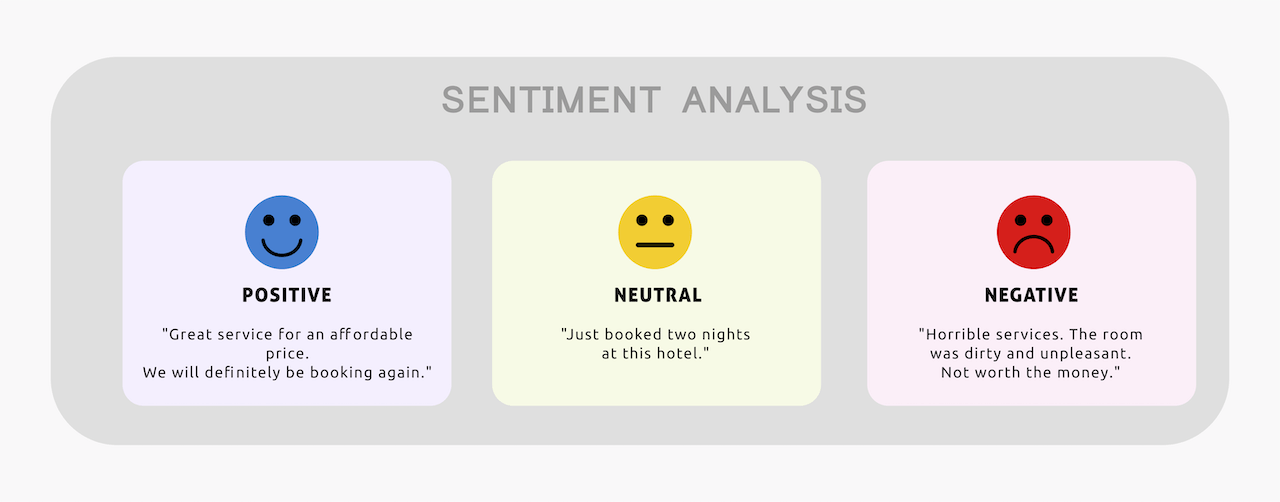 SENTIMENT ANALYSIS
POSITIVE
"Great service for an affordable
price.
We will definitely be booking again."
NEUTRAL
"Just booked two nights
at this hotel."
NEGATIVE
"Horrible services. The room
was dirty and unpleasant.
Not worth the money."